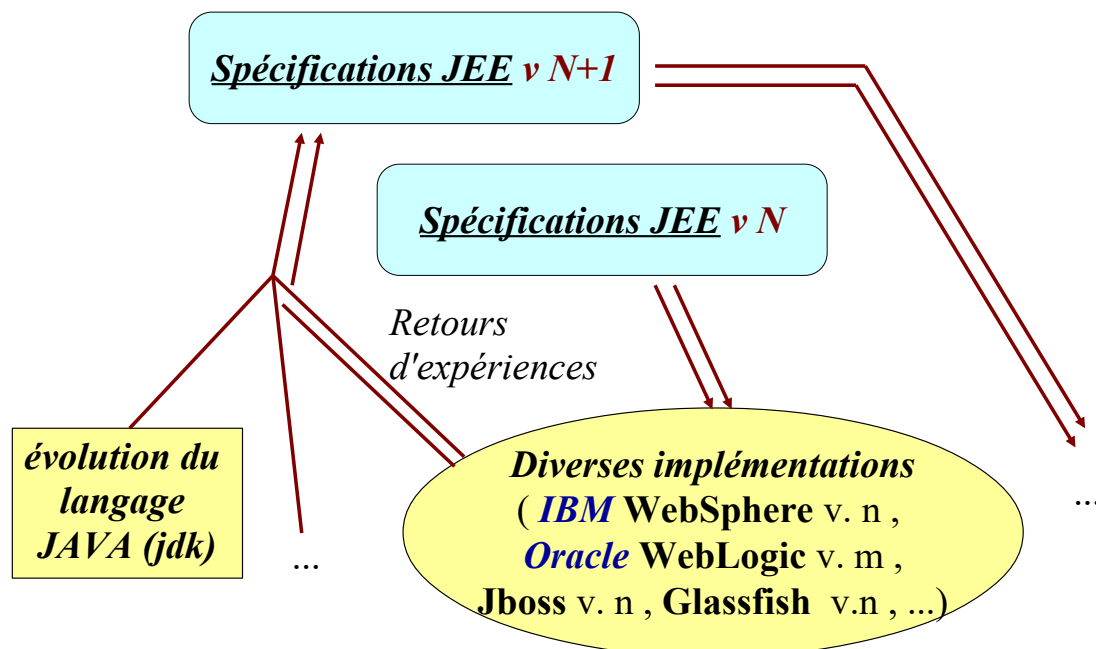 Spécifications JEE v N+1
Spécifications JEE v N
Retours
d'expériences
évolution du
langage
JAVA (jdk)
...
Diverses implémentations
( IBM WebSphere v. n ,
Oracle WebLogic v. m ,
Jboss v. n , Glassfish v.n , ...)
...